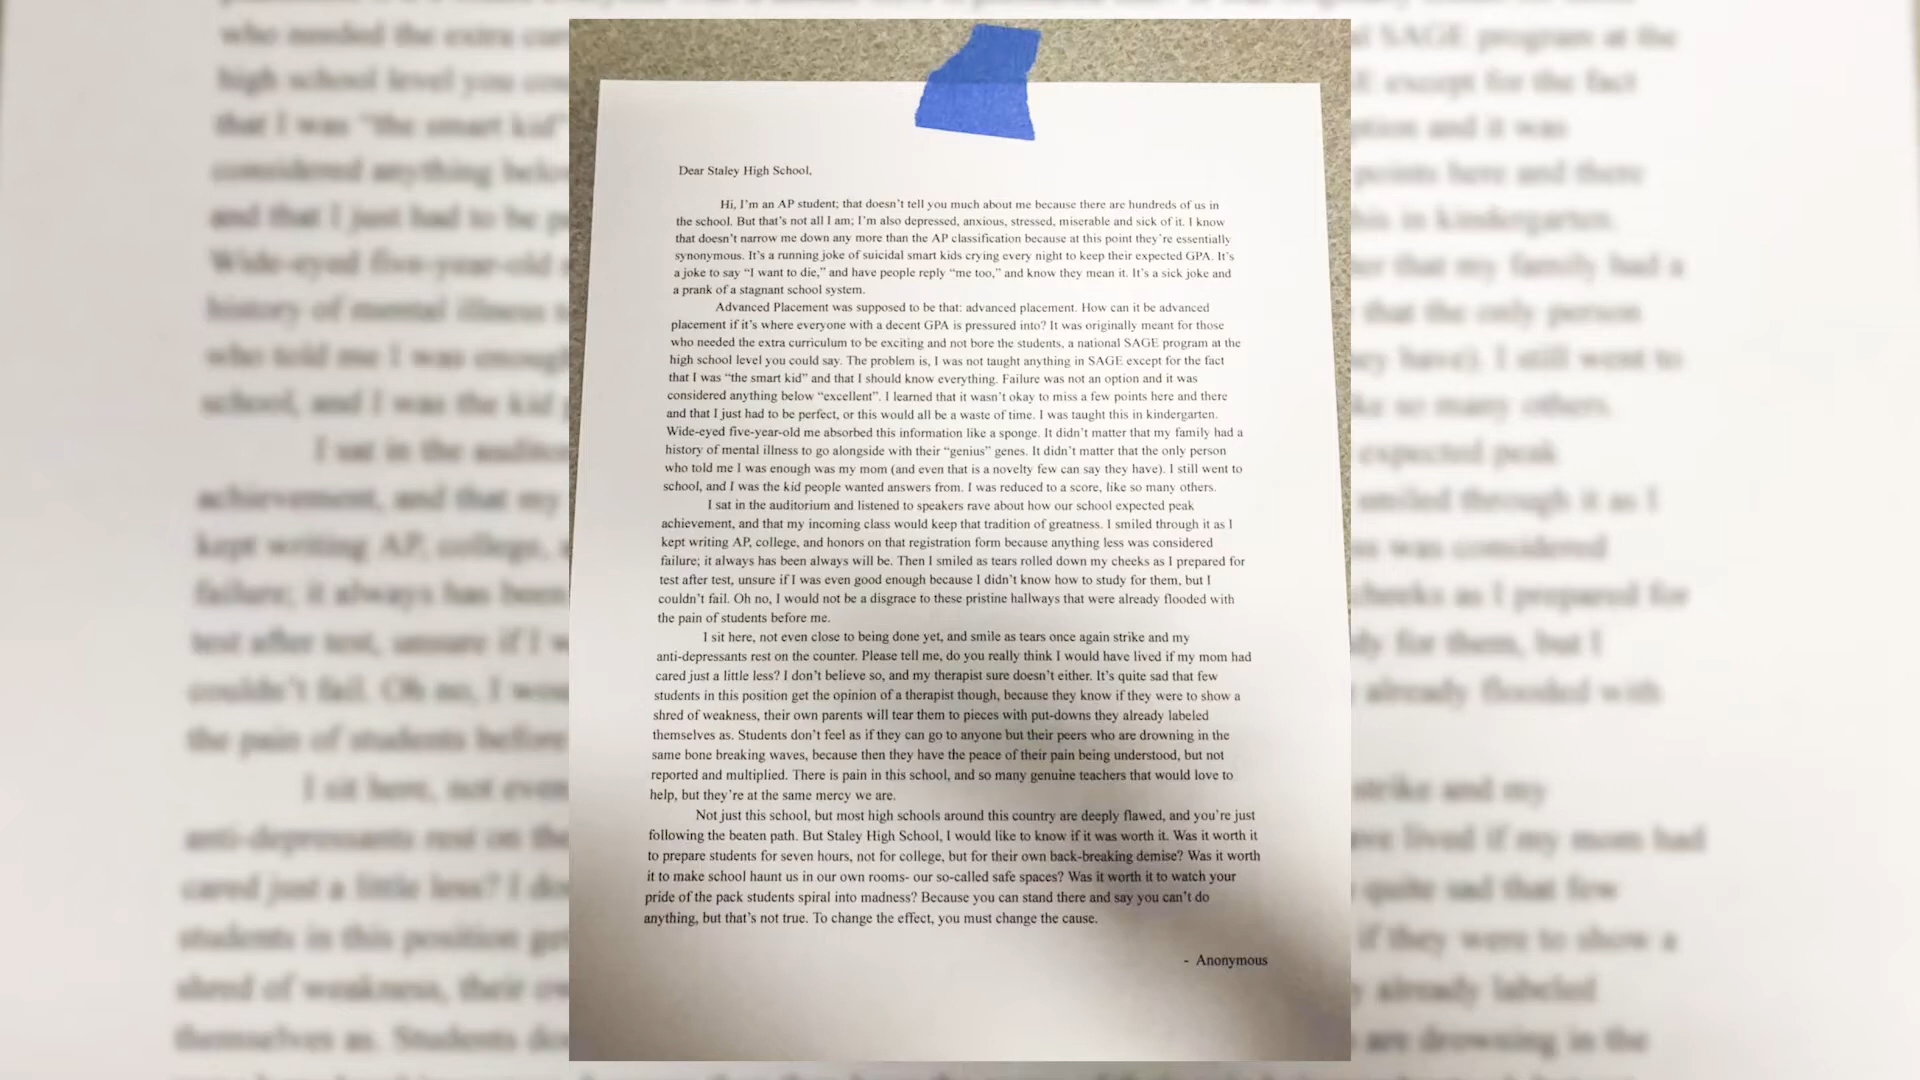 Dear Staley High School,
Hi, I'm an AP student; that doesn't tell you much about me because there are hundreds of us in
the school. But that's not all I am; I'm also depressed, anxious, stressed, miserable and sick of it. I know
that doesn't narrow me down any more than the AP classification because at this point they're essentially
synonymous. It's a running joke of suicidal smart kids crying every night to keep their expected GPA. It's
a joke to say “I want to die,” and have people reply “me too,” and know they mean it. It's a sick joke and
a prank of a stagnant school system.
Advanced Placement was supposed to be that: advanced placement. How can it be advanced
placement if it's where everyone with a decent GPA is pressured into? It was originally meant for those
who needed the extra curriculum to be exciting and not bore the students, a national SAGE program at the
high school level you could say. The problem is, I was not taught anything in SAGE except for the fact
that I was “the smart kid” and that I should know everything. Failure was not an option and it was
considered anything below “excellent”. I learned that it wasn't okay to miss a few points here and there
and that I just had to be perfect, or this would all be a waste of time. I was taught this in kindergarten.
Wide-eyed five-year-old me absorbed this information like a sponge. It didn't matter that my family had a
history of mental illness to go alongside with their “genius” genes. It didn't matter that the only person
who told me I was enough was my mom (and even that is a novelty few can say they have). I still went to
school, and I was the kid people wanted answers from. I was reduced to a score, like so many others.
I sat in the auditorium and listened to speakers rave about how our school expected peak
achievement, and that my incoming class would keep that tradition of greatness. I smiled through it as I
kept writing AP, college, and honors on that registration form because anything less was considered
failure; it always has been always will be. Then I smiled as tears rolled down my cheeks as I prepared for
test after test, unsure if I was even good enough because I didn't know how to study for them, but I
couldn't fail. Oh no, I would not be a disgrace to these pristine hallways that were already flooded with
the pain of students before me.
I sit here, not even close to being done yet, and smile as tears once again strike and my
anti-depressants rest on the counter. Please tell me, do you really think I would have lived if my mom had
cared just a little less? I don't believe so, and my therapist sure doesn't either. It's quite sad that few
students in this position get the opinion of a therapist though, because they know if they were to show a
shred of weakness, their own parents will tear them to pieces with put-downs they already labeled
themselves as. Students don't feel as if they can go to anyone but their peers who are drowning in the
same bone breaking waves, because then they have the peace of their pain being understood, but not
reported and multiplied. There is pain in this school, and so many genuine teachers that would love to
help, but they're at the same mercy we are.
Not just this school, but most high schools around this country are deeply flawed, and you're just
following the beaten path. But Staley High School, I would like to know if it was worth it. Was it worth it
to prepare students for seven hours, not for college, but for their own back-breaking demise? Was it worth
it to make school haunt us in our own rooms- our so-called safe spaces? Was it worth it to watch your
pride of the pack students spiral into madness? Because you can stand there and say you can't do
anything, but that's not true. To change the effect, you must change the cause.
- Anonymous